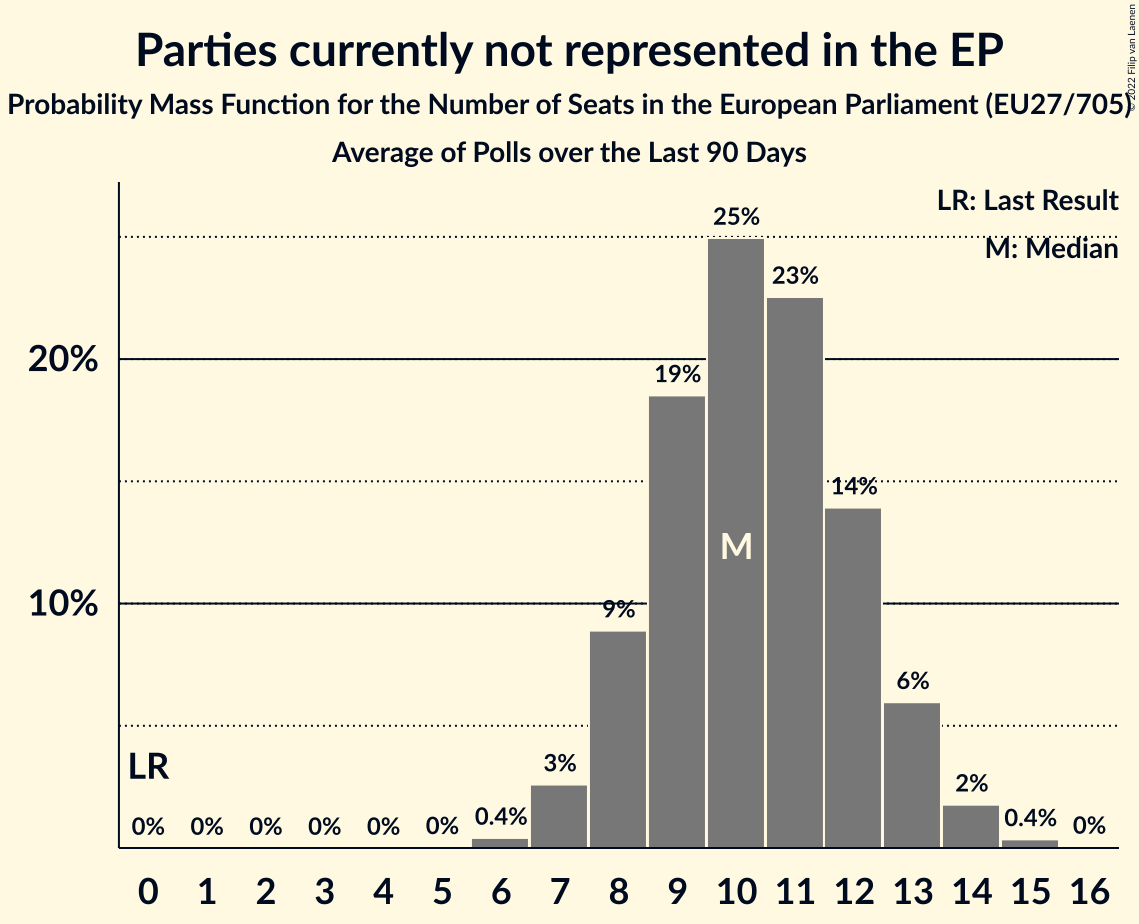 Parties currently not represented in the EP
Probability Mass Function for the Number of Seats in the European Parliament (EU27/705)
Average of Polls over the Last 90 Days
© 2022 Filip van Laenen
LR: Last Result
M: Median
25%
23%
20%
19%
14%
M
10%
9%
6%
LR
3%
2%
0% 0% 0% 0% 0% 0% 0.4% 0.4% 0%
0 1 2 3 4 5 6 7 8 9 10 11 12 13 14 15 16